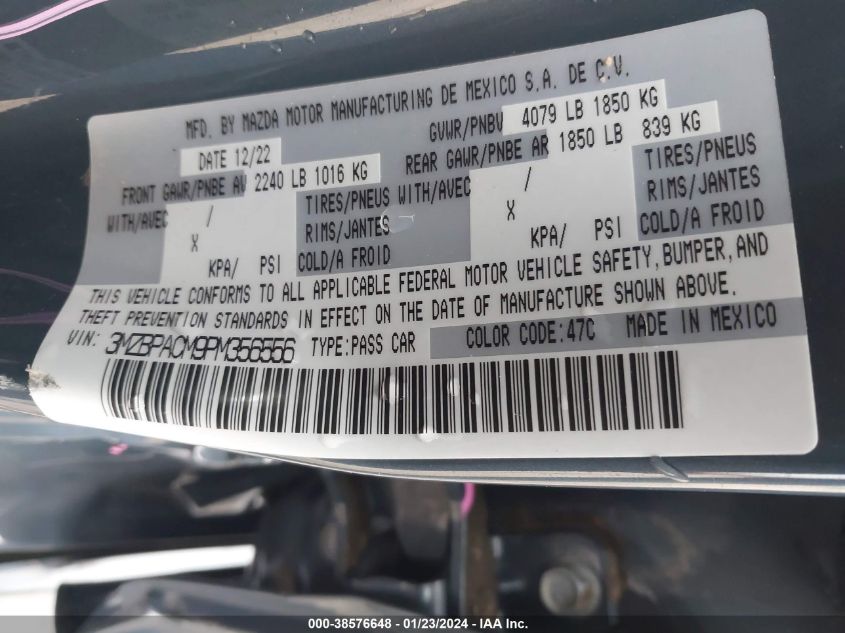 MFD. BY MAZDA MOTOR MANUFACTURING DE MEXICO S.A. DE C.V.
DATE 12/22 GVWR/PNBV 4079 LB 1850 KG
FRONT GAWR/PNBE AV 2240 LB 1016 KG REAR GAWR/PNBE AR 1850 LB 839 KG
WITH/AVEC / TIRES/PNEUS WITH/AVEC / TIRES/PNEUS
X RIMS/JANTES X RIMS/JANTES
KPA/ PSI COLD/A FROID KPA/ PSI COLD/A FROID
THIS VEHICLE CONFORMS TO ALL APPLICABLE FEDERAL MOTOR VEHICLE SAFETY, BUMPER, AND
THEFT PREVENTION STANDARDS IN EFFECT ON THE DATE OF MANUFACTURE SHOWN ABOVE.
VIN: 3MZBPACM9PM356556 TYPE:PASS CAR COLOR CODE:47C MADE IN MEXICO
000-38576648 - 01/23/2024 - IAA Inc.